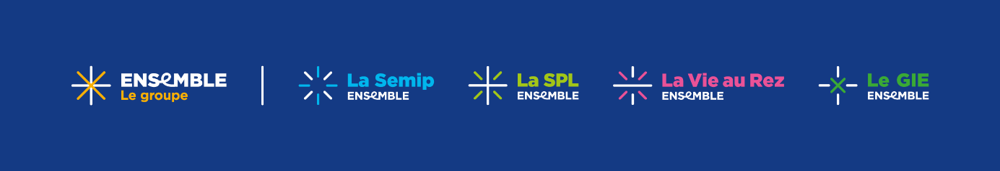 ENSEMBLE
Le groupe
La Semip
ENSEMBLE
La SPL
ENSEMBLE
La Vie au Rez
ENSEMBLE
Le GIE
ENSEMBLE